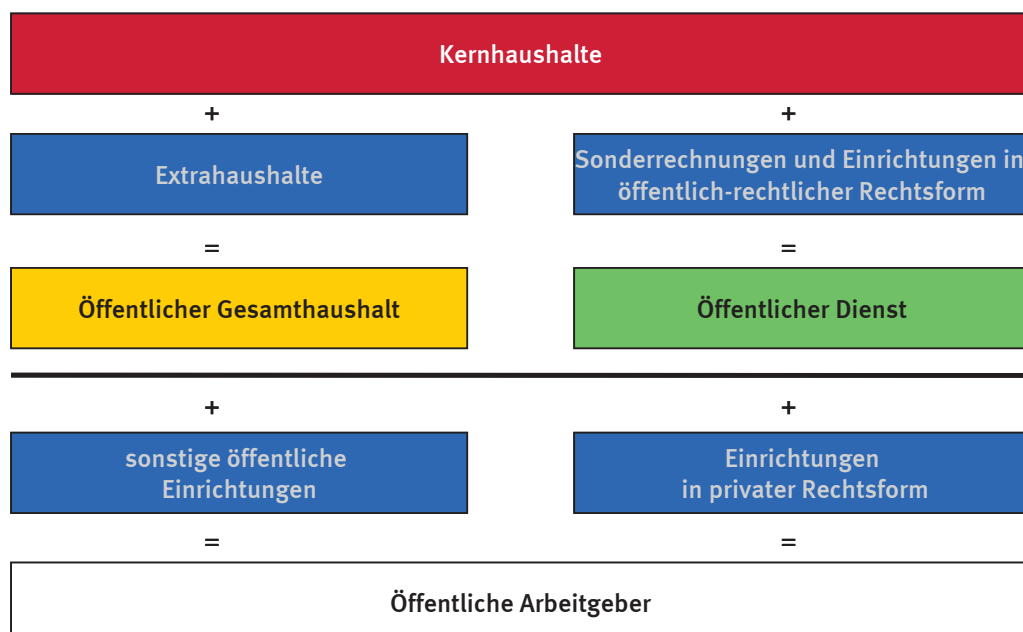 Kernhaushalte
+ +
Extrahaushalte
Sonderrechnungen und Einrichtungen in
öffentlich-rechtlicher Rechtsform
= =
Öffentlicher Gesamthaushalt
Öffentlicher Dienst
+ +
sonstige öffentliche
Einrichtungen
Einrichtungen
in privater Rechtsform
= =
Öffentliche Arbeitgeber